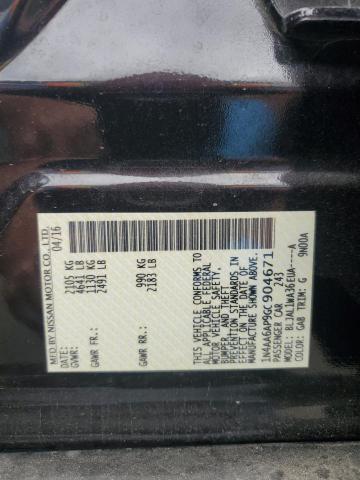 MFD BY NISSAN MOTOR CO., LTD.
04/16
GVWR: 2105 KG
4641 LB
GAWR FR.: 1130 KG
2491 LB
GAWR RR: 990 KG
2183 LB
THIS VEHICLE CONFORMS TO
ALL APPLICABLE FEDERAL
MOTOR VEHICLE SAFETY,
BUMPER, AND THEFT
PREVENTION STANDARDS IN
EFFECT ON THE DATE OF
MANUFACTURE SHOWN ABOVE.
1N4AA6AP9GC904671
PASSENGER CAR 243
MODEL: BLJALJWA36EUA-----A
COLOR: GAB TRIM: G 9N00A